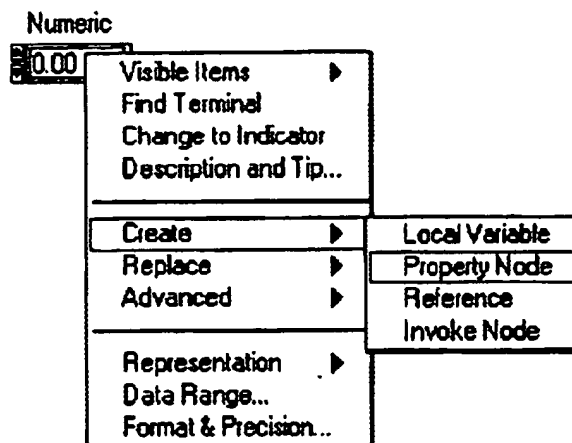 Numeric
0.00
Visible Items
Find Terminal
Change to Indicator
Description and Tip...
Create
Replace
Advanced
Representation
Data Range...
Format & Precision...
Local Variable
Property Node
Reference
Invoke Node